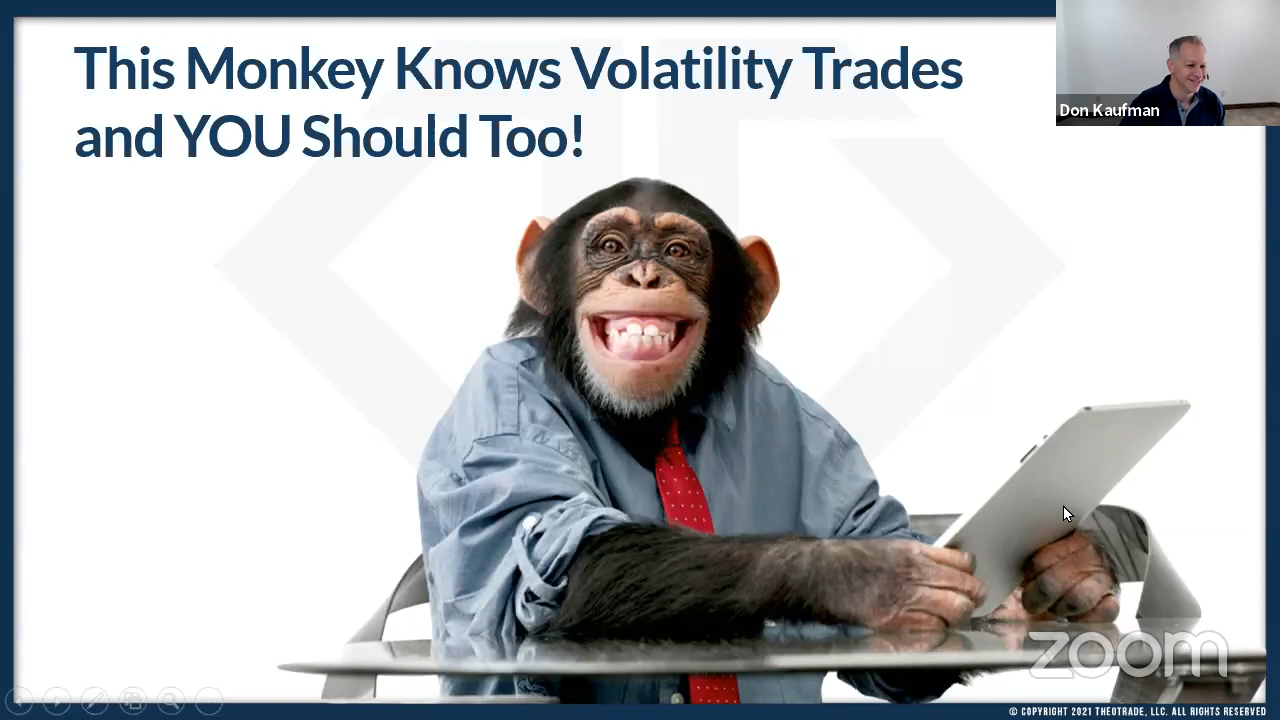 This Monkey Knows Volatility Trades
and YOU Should Too!
Don Kaufman
zoom
© COPYRIGHT 2021 THEOTRADE, LLC. ALL RIGHTS RESERVED